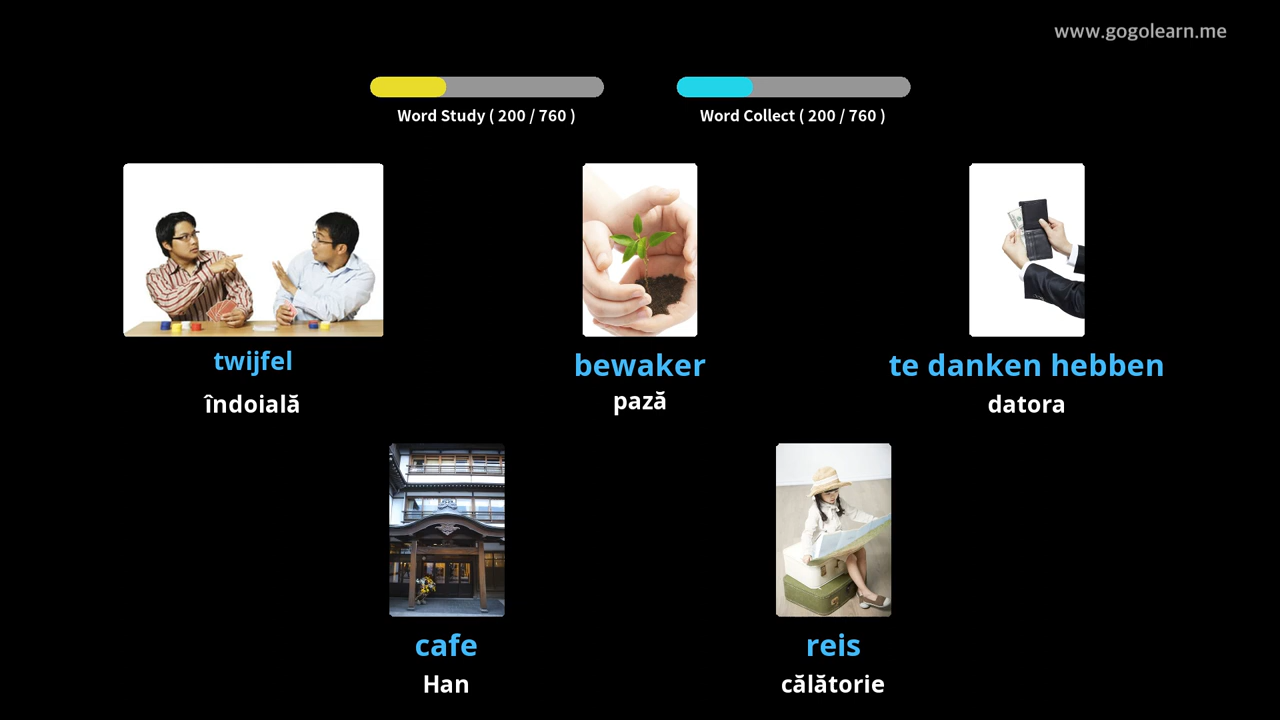 www.gogolearn.me
Word Study ( 200 / 760 )
Word Collect ( 200 / 760 )
twijfel
îndoială
bewaker
pază
te danken hebben
datora
cafe
Han
reis
călătorie